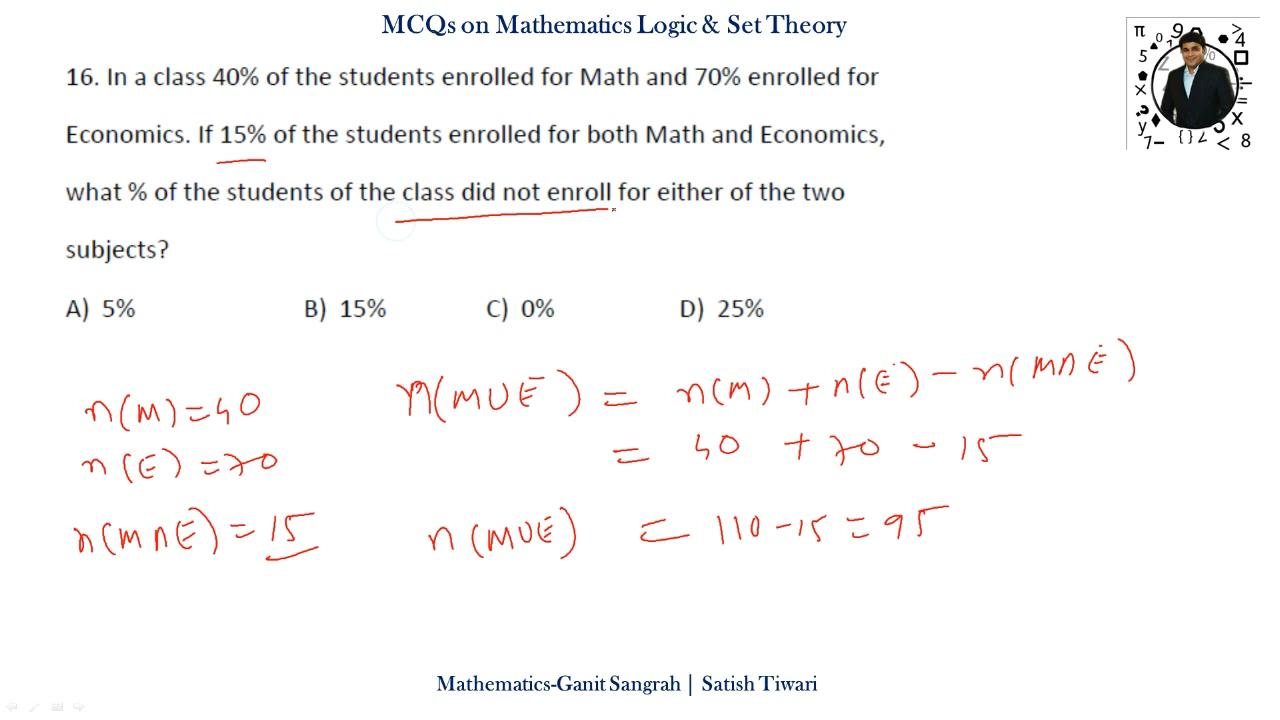 MCQs on Mathematics Logic & Set Theory
16. In a class 40% of the students enrolled for Math and 70% enrolled for
Economics. If 15% of the students enrolled for both Math and Economics,
what % of the students of the class did not enroll for either of the two
subjects?
A) 5% B) 15% C) 0% D) 25%
n(M) = 40
n(E) = 70
n(M∩E) = 15
n(M∪E) = n(M) + n(E) - n(M∩E)
= 40 + 70 - 15
n(M∪E) = 110 - 15 = 95
Mathematics-Ganit Sangrah | Satish Tiwari